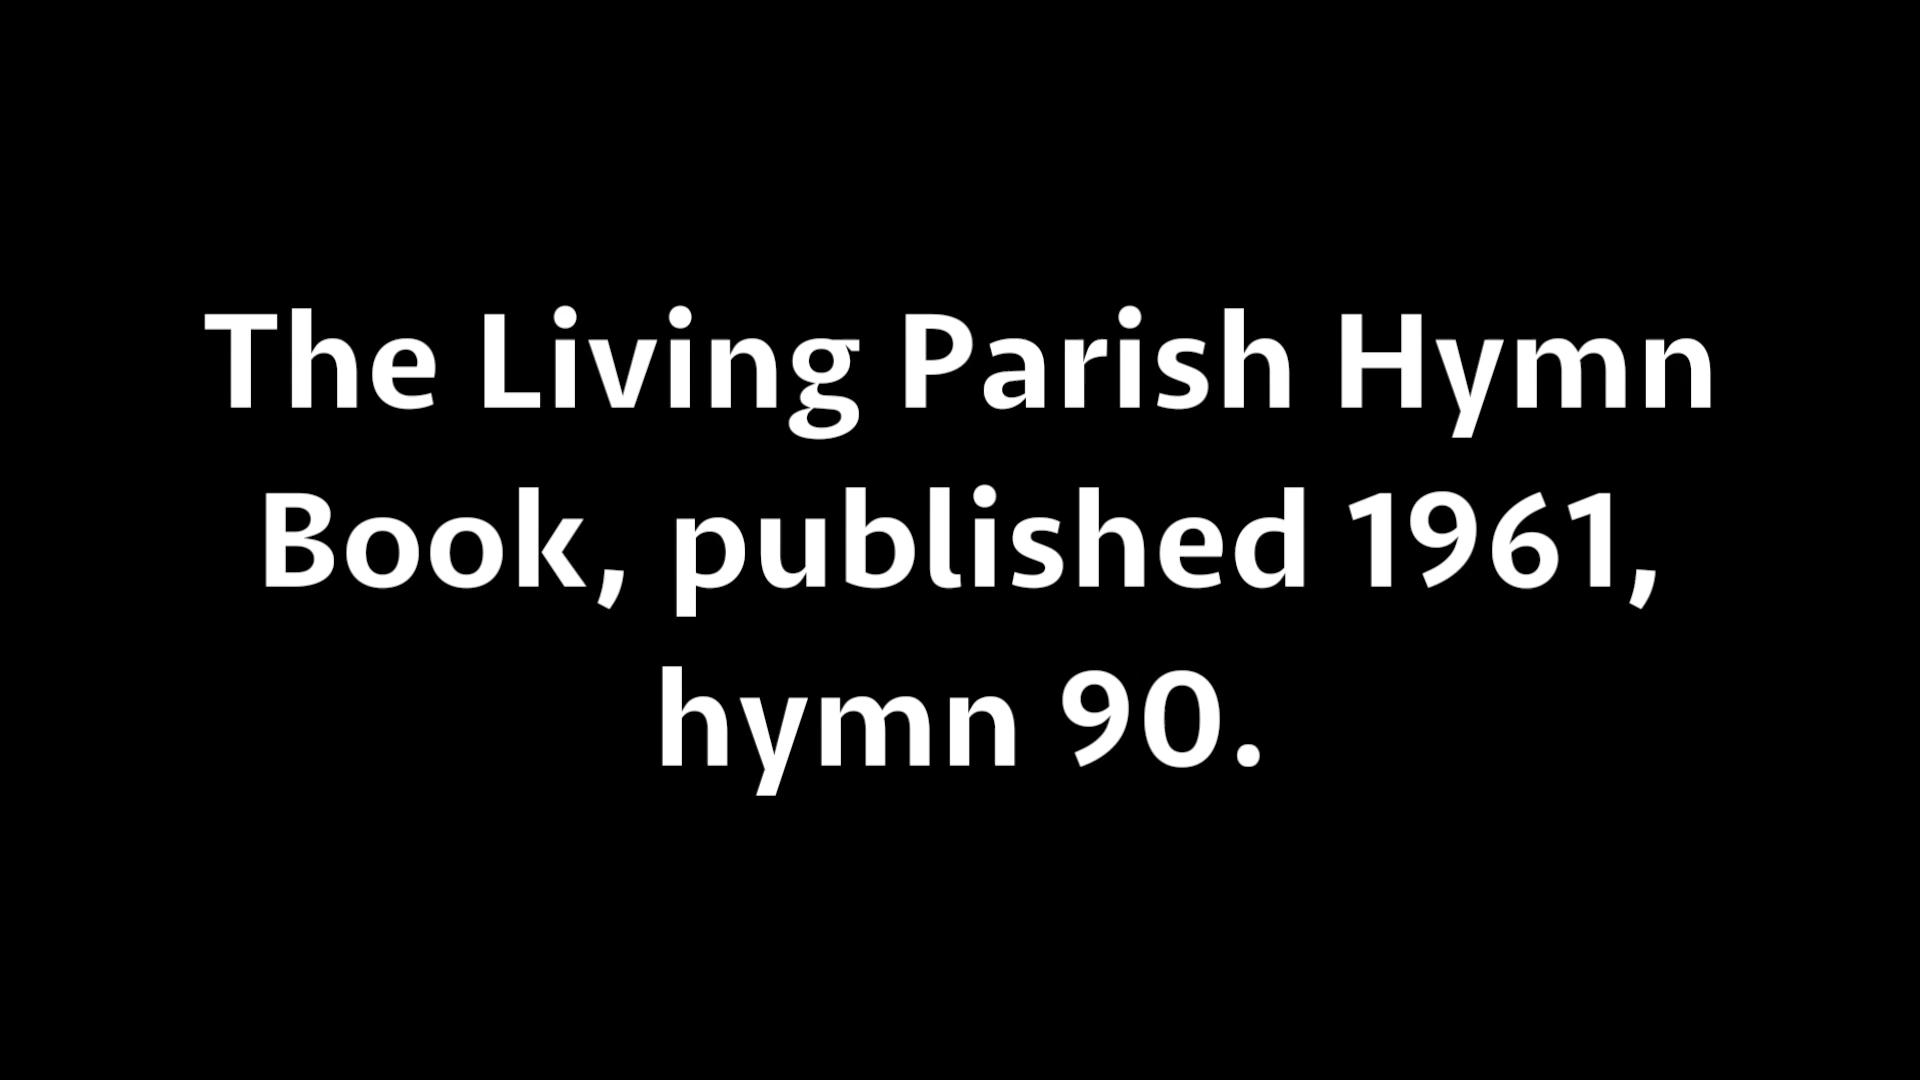 The Living Parish Hymn
Book, published 1961,
hymn 90.